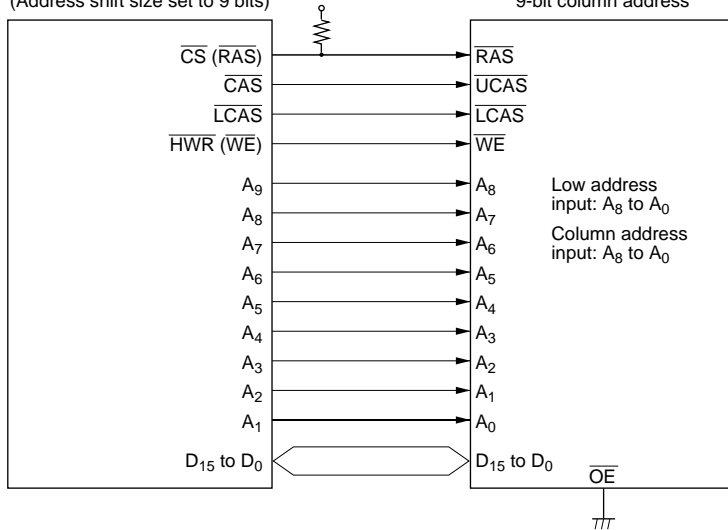 (Address shift size set to 9 bits)
9-bit column address
CS (RAS)
RAS
CAS
UCAS
LCAS
LCAS
HWR (WE)
WE
A9
A8
A8
A7
A7
A6
A6
A5
A5
A4
A4
A3
A3
A2
A2
A1
A1
A0
Low address
input: A8 to A0
Column address
input: A8 to A0
D15 to D0
D15 to D0
OE